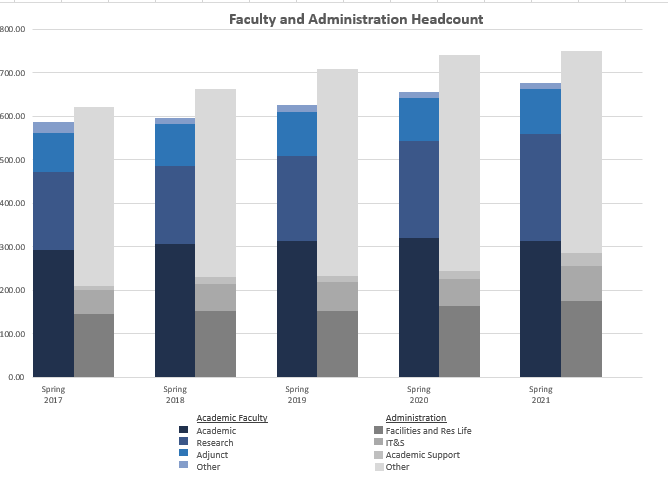 Faculty and Administration Headcount
800.00
700.00
600.00
500.00
400.00
300.00
200.00
100.00
0.00
Spring 2017
Spring 2018
Spring 2019
Spring 2020
Spring 2021
Academic Faculty
Academic
Research
Adjunct
Other
Administration
Facilities and Res Life
IT&S
Academic Support
Other